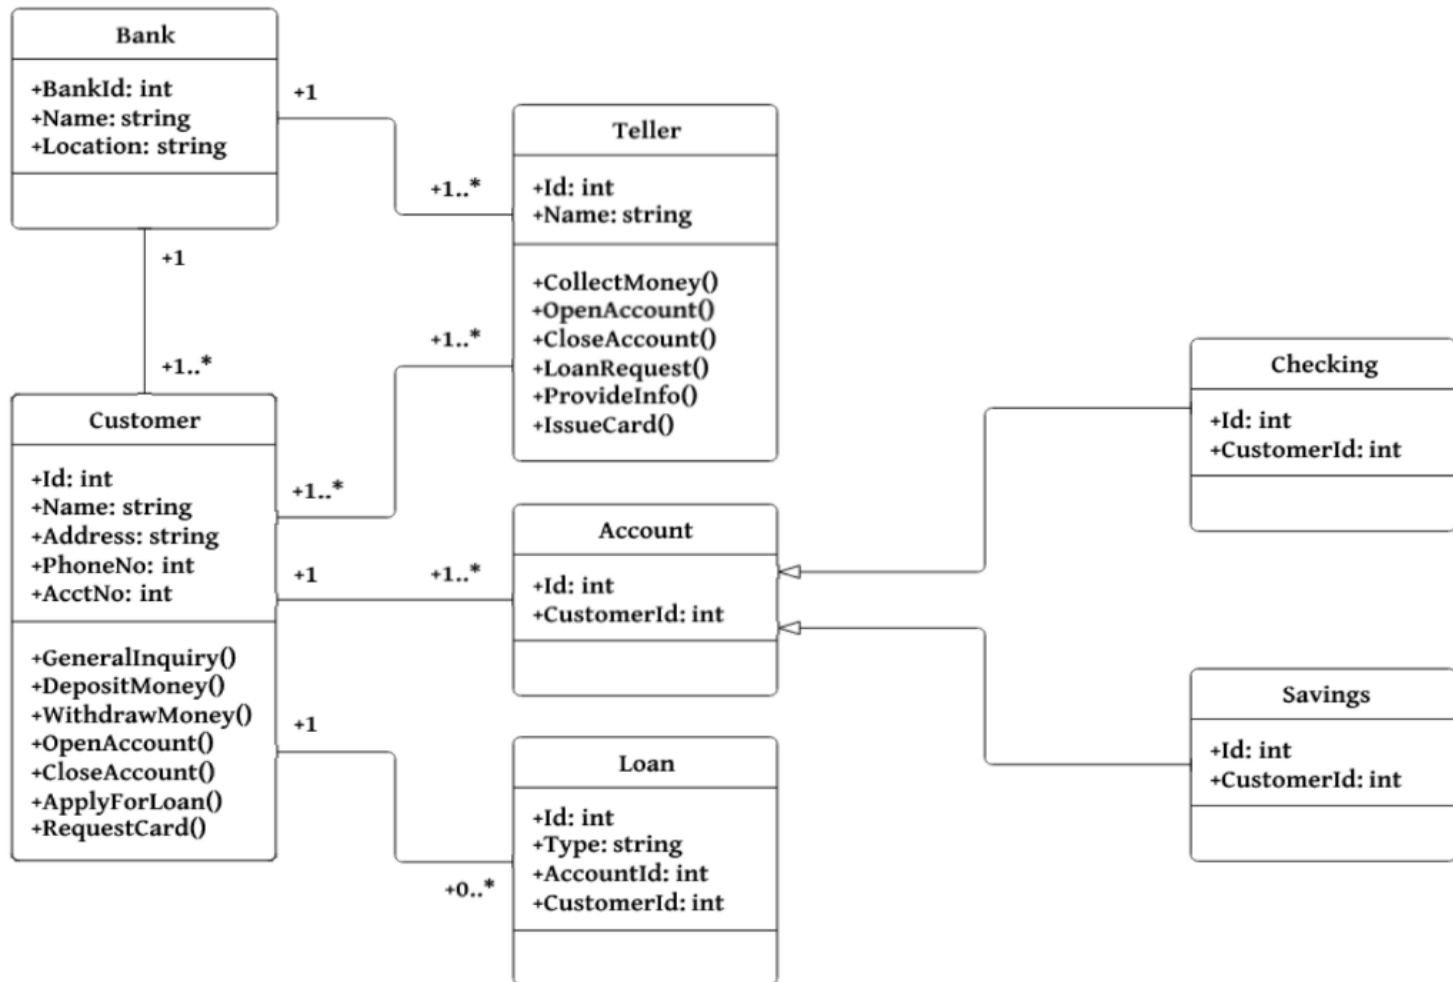 Bank
+BankId: int
+Name: string
+Location: string
+1
+1..*
+1
+1..*
Teller
+Id: int
+Name: string
+CollectMoney()
+OpenAccount()
+CloseAccount()
+LoanRequest()
+ProvideInfo()
+IssueCard()
+1..*
+1..*
Customer
+Id: int
+Name: string
+Address: string
+PhoneNo: int
+AcctNo: int
+GeneralInquiry()
+DepositMoney()
+WithdrawMoney()
+OpenAccount()
+CloseAccount()
+ApplyForLoan()
+RequestCard()
+1
+1..*
Account
+Id: int
+CustomerId: int
+1
+0..*
Loan
+Id: int
+Type: string
+AccountId: int
+CustomerId: int
Checking
+Id: int
+CustomerId: int
Savings
+Id: int
+CustomerId: int